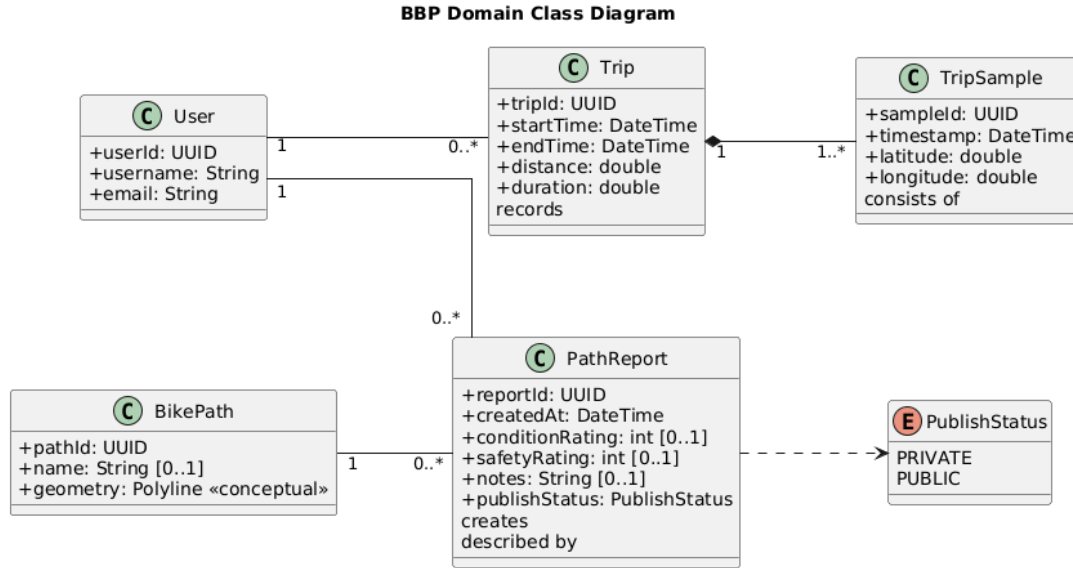 BBP Domain Class Diagram
C User
+userId: UUID
+username: String
+email: String
1
0..*
1
0..*
C Trip
+tripId: UUID
+startTime: DateTime
+endTime: DateTime
+distance: double
+duration: double
records
1
1..*
C TripSample
+sampleId: UUID
+timestamp: DateTime
+latitude: double
+longitude: double
consists of
C BikePath
+pathId: UUID
+name: String [0..1]
+geometry: Polyline «conceptual»
1
0..*
C PathReport
+reportId: UUID
+createdAt: DateTime
+conditionRating: int [0..1]
+safetyRating: int [0..1]
+notes: String [0..1]
+publishStatus: PublishStatus
creates
described by
E PublishStatus
PRIVATE
PUBLIC